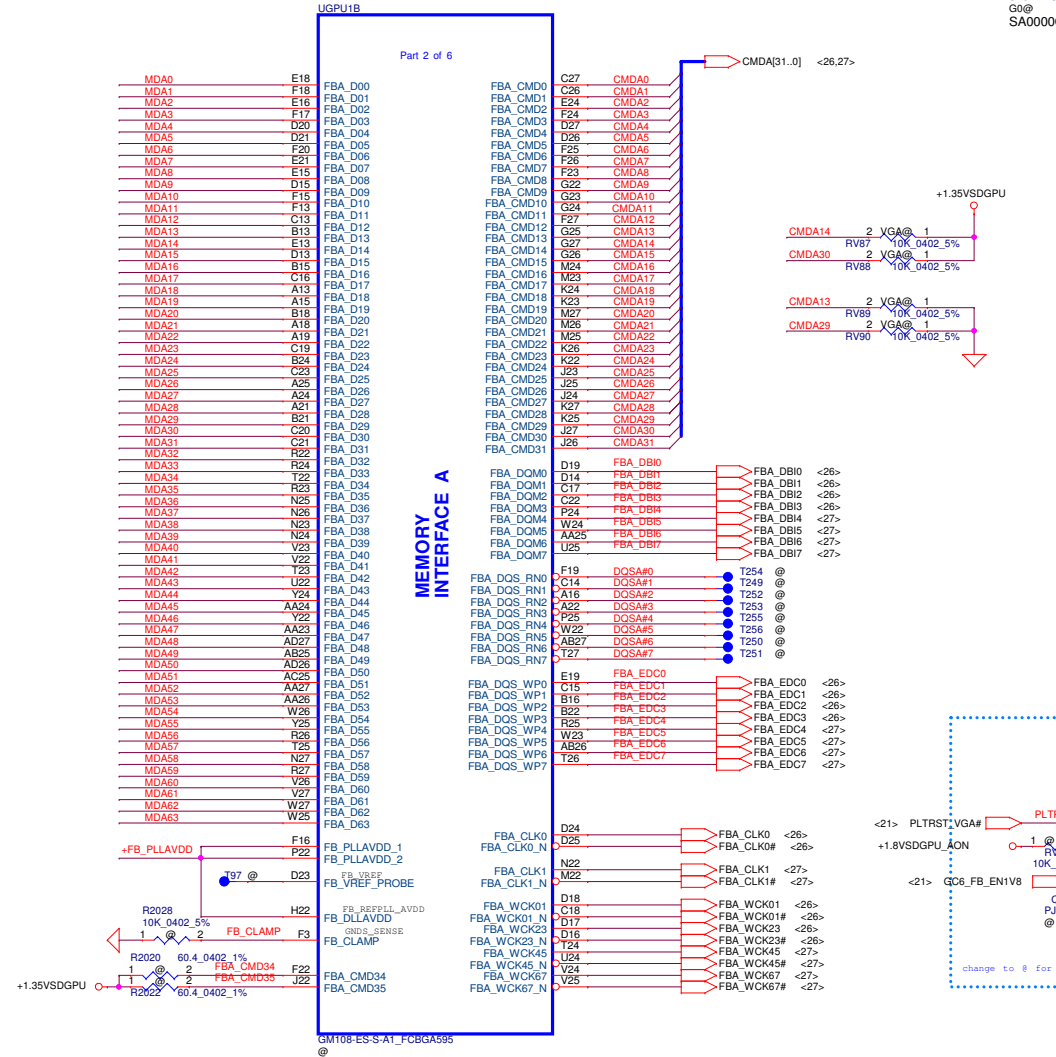 UGPU1B
G0@
SA0000
Part 2 of 6
CMDA[31..0] <26,27>
MDA0 E18 FBA_D00 FBA_CMD0 C27 CMDA0
MDA1 F18 FBA_D01 FBA_CMD1 C26 CMDA1
MDA2 E16 FBA_D02 FBA_CMD2 E24 CMDA2
MDA3 F17 FBA_D03 FBA_CMD3 F24 CMDA3
MDA4 D20 FBA_D04 FBA_CMD4 D27 CMDA4
MDA5 D21 FBA_D05 FBA_CMD5 D26 CMDA5
MDA6 F20 FBA_D06 FBA_CMD6 F25 CMDA6
MDA7 E21 FBA_D07 FBA_CMD7 F26 CMDA7
MDA8 E15 FBA_D08 FBA_CMD8 F23 CMDA8
MDA9 D15 FBA_D09 FBA_CMD9 G22 CMDA9
MDA10 F15 FBA_D10 FBA_CMD10 G23 CMDA10
MDA11 F13 FBA_D11 FBA_CMD11 G24 CMDA11
MDA12 C13 FBA_D12 FBA_CMD12 F27 CMDA12
MDA13 B13 FBA_D13 FBA_CMD13 G25 CMDA13
MDA14 E13 FBA_D14 FBA_CMD14 G27 CMDA14
MDA15 D13 FBA_D15 FBA_CMD15 G26 CMDA15
MDA16 B15 FBA_D16 FBA_CMD16 M24 CMDA16
MDA17 C16 FBA_D17 FBA_CMD17 M23 CMDA17
MDA18 A13 FBA_D18 FBA_CMD18 K24 CMDA18
MDA19 A15 FBA_D19 FBA_CMD19 K23 CMDA19
MDA20 B18 FBA_D20 FBA_CMD20 M27 CMDA20
MDA21 A18 FBA_D21 FBA_CMD21 M26 CMDA21
MDA22 A19 FBA_D22 FBA_CMD22 M25 CMDA22
MDA23 C19 FBA_D23 FBA_CMD23 K26 CMDA23
MDA24 B24 FBA_D24 FBA_CMD24 K22 CMDA24
MDA25 C23 FBA_D25 FBA_CMD25 J23 CMDA25
MDA26 A25 FBA_D26 FBA_CMD26 J25 CMDA26
MDA27 A24 FBA_D27 FBA_CMD27 J24 CMDA27
MDA28 A21 FBA_D28 FBA_CMD28 K27 CMDA28
MDA29 B21 FBA_D29 FBA_CMD29 K25 CMDA29
MDA30 C20 FBA_D30 FBA_CMD30 J27 CMDA30
MDA31 C21 FBA_D31 FBA_CMD31 J26 CMDA31
MDA32 R22 FBA_D32
MDA33 R24 FBA_D33 FBA_DQM0 D19 FBA_DBI0 FBA_DBI0 <26>
MDA34 T22 FBA_D34 FBA_DQM1 D14 FBA_DBI1 FBA_DBI1 <26>
MDA35 R23 FBA_D35 FBA_DQM2 C17 FBA_DBI2 FBA_DBI2 <26>
MDA36 N25 FBA_D36 FBA_DQM3 C22 FBA_DBI3 FBA_DBI3 <26>
MDA37 N26 FBA_D37 FBA_DQM4 P24 FBA_DBI4 FBA_DBI4 <27>
MDA38 N23 FBA_D38 FBA_DQM5 W24 FBA_DBI5 FBA_DBI5 <27>
MDA39 N24 FBA_D39 FBA_DQM6 AA25 FBA_DBI6 FBA_DBI6 <27>
MDA40 V23 FBA_D40 FBA_DQM7 U25 FBA_DBI7 FBA_DBI7 <27>
MDA41 V22 FBA_D41
MDA42 T23 FBA_D42 FBA_DQS_RN0 F19 DQSA#0 T254 @
MDA43 U22 FBA_D43 FBA_DQS_RN1 C14 DQSA#1 T249 @
MDA44 Y24 FBA_D44 FBA_DQS_RN2 A16 DQSA#2 T252 @
MDA45 AA24 FBA_D45 FBA_DQS_RN3 A22 DQSA#3 T253 @
MDA46 Y22 FBA_D46 FBA_DQS_RN4 P25 DQSA#4 T255 @
MDA47 AA23 FBA_D47 FBA_DQS_RN5 W22 DQSA#5 T256 @
MDA48 AD27 FBA_D48 FBA_DQS_RN6 AB27 DQSA#6 T250 @
MDA49 AB25 FBA_D49 FBA_DQS_RN7 T27 DQSA#7 T251 @
MDA50 AD26 FBA_D50
MDA51 AC25 FBA_D51 FBA_DQS_WP0 E19 FBA_EDC0 FBA_EDC0 <26>
MDA52 AA27 FBA_D52 FBA_DQS_WP1 C15 FBA_EDC1 FBA_EDC1 <26>
MDA53 AA26 FBA_D53 FBA_DQS_WP2 B16 FBA_EDC2 FBA_EDC2 <26>
MDA54 W26 FBA_D54 FBA_DQS_WP3 B22 FBA_EDC3 FBA_EDC3 <26>
MDA55 Y25 FBA_D55 FBA_DQS_WP4 R25 FBA_EDC4 FBA_EDC4 <27>
MDA56 R26 FBA_D56 FBA_DQS_WP5 W23 FBA_EDC5 FBA_EDC5 <27>
MDA57 T25 FBA_D57 FBA_DQS_WP6 AB26 FBA_EDC6 FBA_EDC6 <27>
MDA58 N27 FBA_D58 FBA_DQS_WP7 T26 FBA_EDC7 FBA_EDC7 <27>
MDA59 R27 FBA_D59
MDA60 V26 FBA_D60
MDA61 V27 FBA_D61
MDA62 W27 FBA_D62
MDA63 W25 FBA_D63
MEMORY
INTERFACE A
+FB_PLLAVDD
F16 FBA_PLLAVDD_1 FBA_CLK0 D24 FBA_CLK0 <26>
P22 FB_PLLAVDD_2 FBA_CLK0_N D25 FBA_CLK0# <26>
FB_VREF
T97 @ D23 FB_VREF_PROBE FBA_CLK1 N22 FBA_CLK1 <27>
FBA_CLK1_N M22 FBA_CLK1# <27>
FB_REFPLL_AVDD
H22 FB_DLLAVDD FBA_WCK01 D18 FBA_WCK01 <26>
FBA_WCK01_N C18 FBA_WCK01# <26>
GNDS_SENSE
R2028
10K_0402_5%
1 @ 2 FB_CLAMP F3 FB_CLAMP FBA_WCK23 D17 FBA_WCK23 <26>
FBA_WCK23_N D16 FBA_WCK23# <26>
FBA_WCK45 T24 FBA_WCK45 <27>
FBA_WCK45_N U24 FBA_WCK45# <27>
R2020 60.4_0402_1%
1 @ 2 FBA_CMD34 F22 FBA_CMD34 FBA_WCK67 V24 FBA_WCK67 <27>
+1.35VSDGPU 1 @ 2 FBA_CMD35 J22 FBA_CMD35 FBA_WCK67_N V25 FBA_WCK67# <27>
R2022 60.4_0402_1%
GM108-ES-S-A1_FCBGA595
@
+1.35VSDGPU
CMDA14 2 VGA@ 1
RV87 10K_0402_5%
CMDA30 2 VGA@ 1
RV88 10K_0402_5%
CMDA13 2 VGA@ 1
RV89 10K_0402_5%
CMDA29 2 VGA@ 1
RV90 10K_0402_5%
<21> PLTRST_VGA# PLTR
+1.8VSDGPU_AON 1 @
RV
10K_
<21> GC6_FB_EN1V8
PJ
@
change to @ for